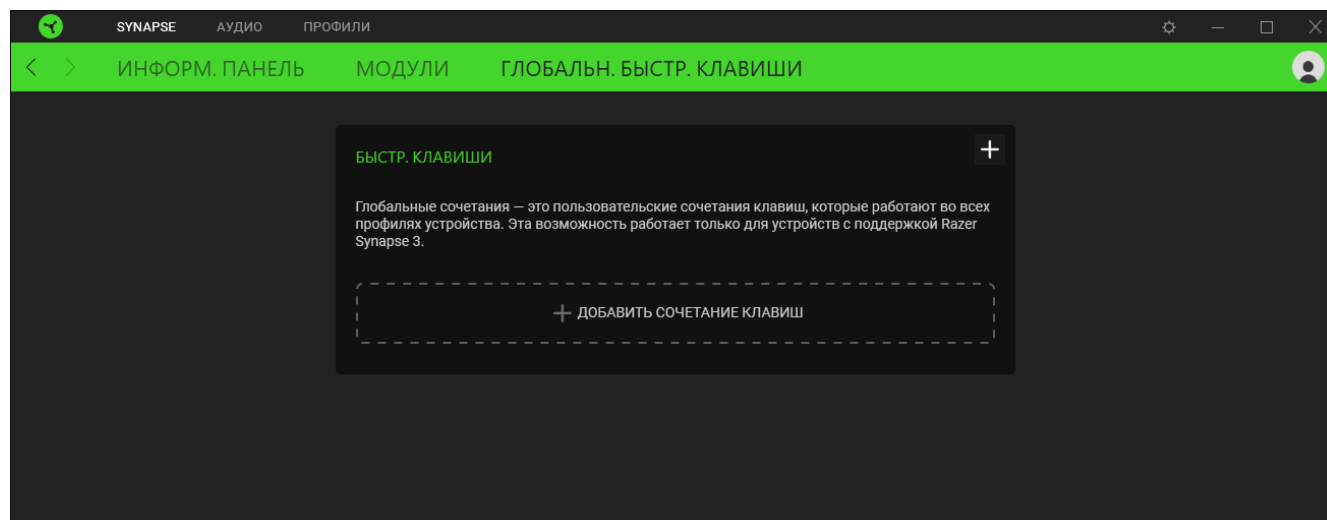 SYNAPSE АУДИО ПРОФИЛИ
ИНФОРМ. ПАНЕЛЬ МОДУЛИ ГЛОБАЛЬН. БЫСТР. КЛАВИШИ
БЫСТР. КЛАВИШИ
Глобальные сочетания — это пользовательские сочетания клавиш, которые работают во всех
профилях устройства. Эта возможность работает только для устройств с поддержкой Razer
Synapse 3.
ДОБАВИТЬ СОЧЕТАНИЕ КЛАВИШ